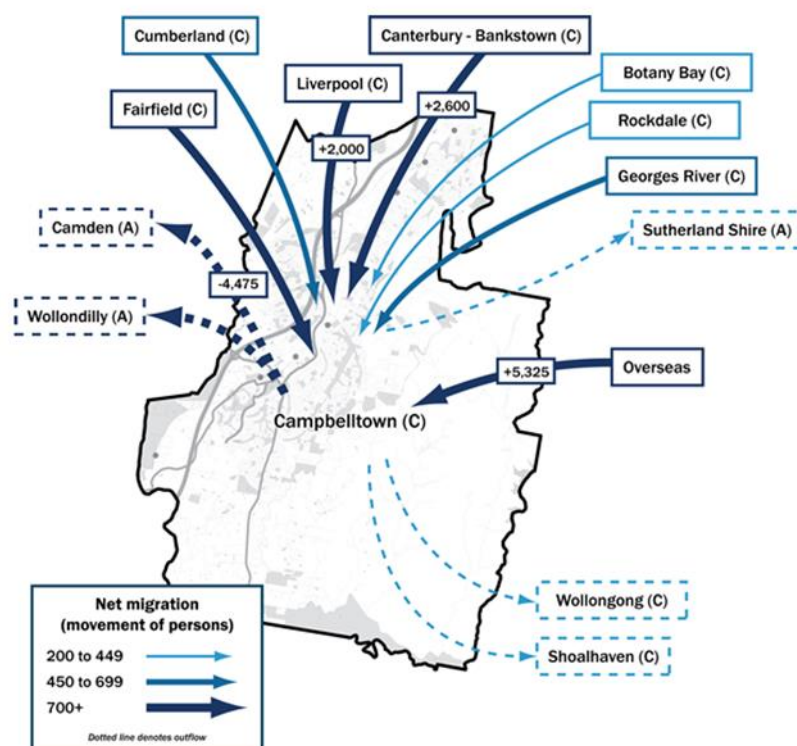 Cumberland (C)
Canterbury - Bankstown (C)
Liverpool (C)
Botany Bay (C)
Fairfield (C)
+2,600
Rockdale (C)
+2,000
Georges River (C)
Camden (A)
Sutherland Shire (A)
-4,475
Wollondilly (A)
+5,325
Overseas
Campbelltown (C)
Wollongong (C)
Shoalhaven (C)
Net migration
(movement of persons)
200 to 449
450 to 699
700+
Dotted line denotes outflow